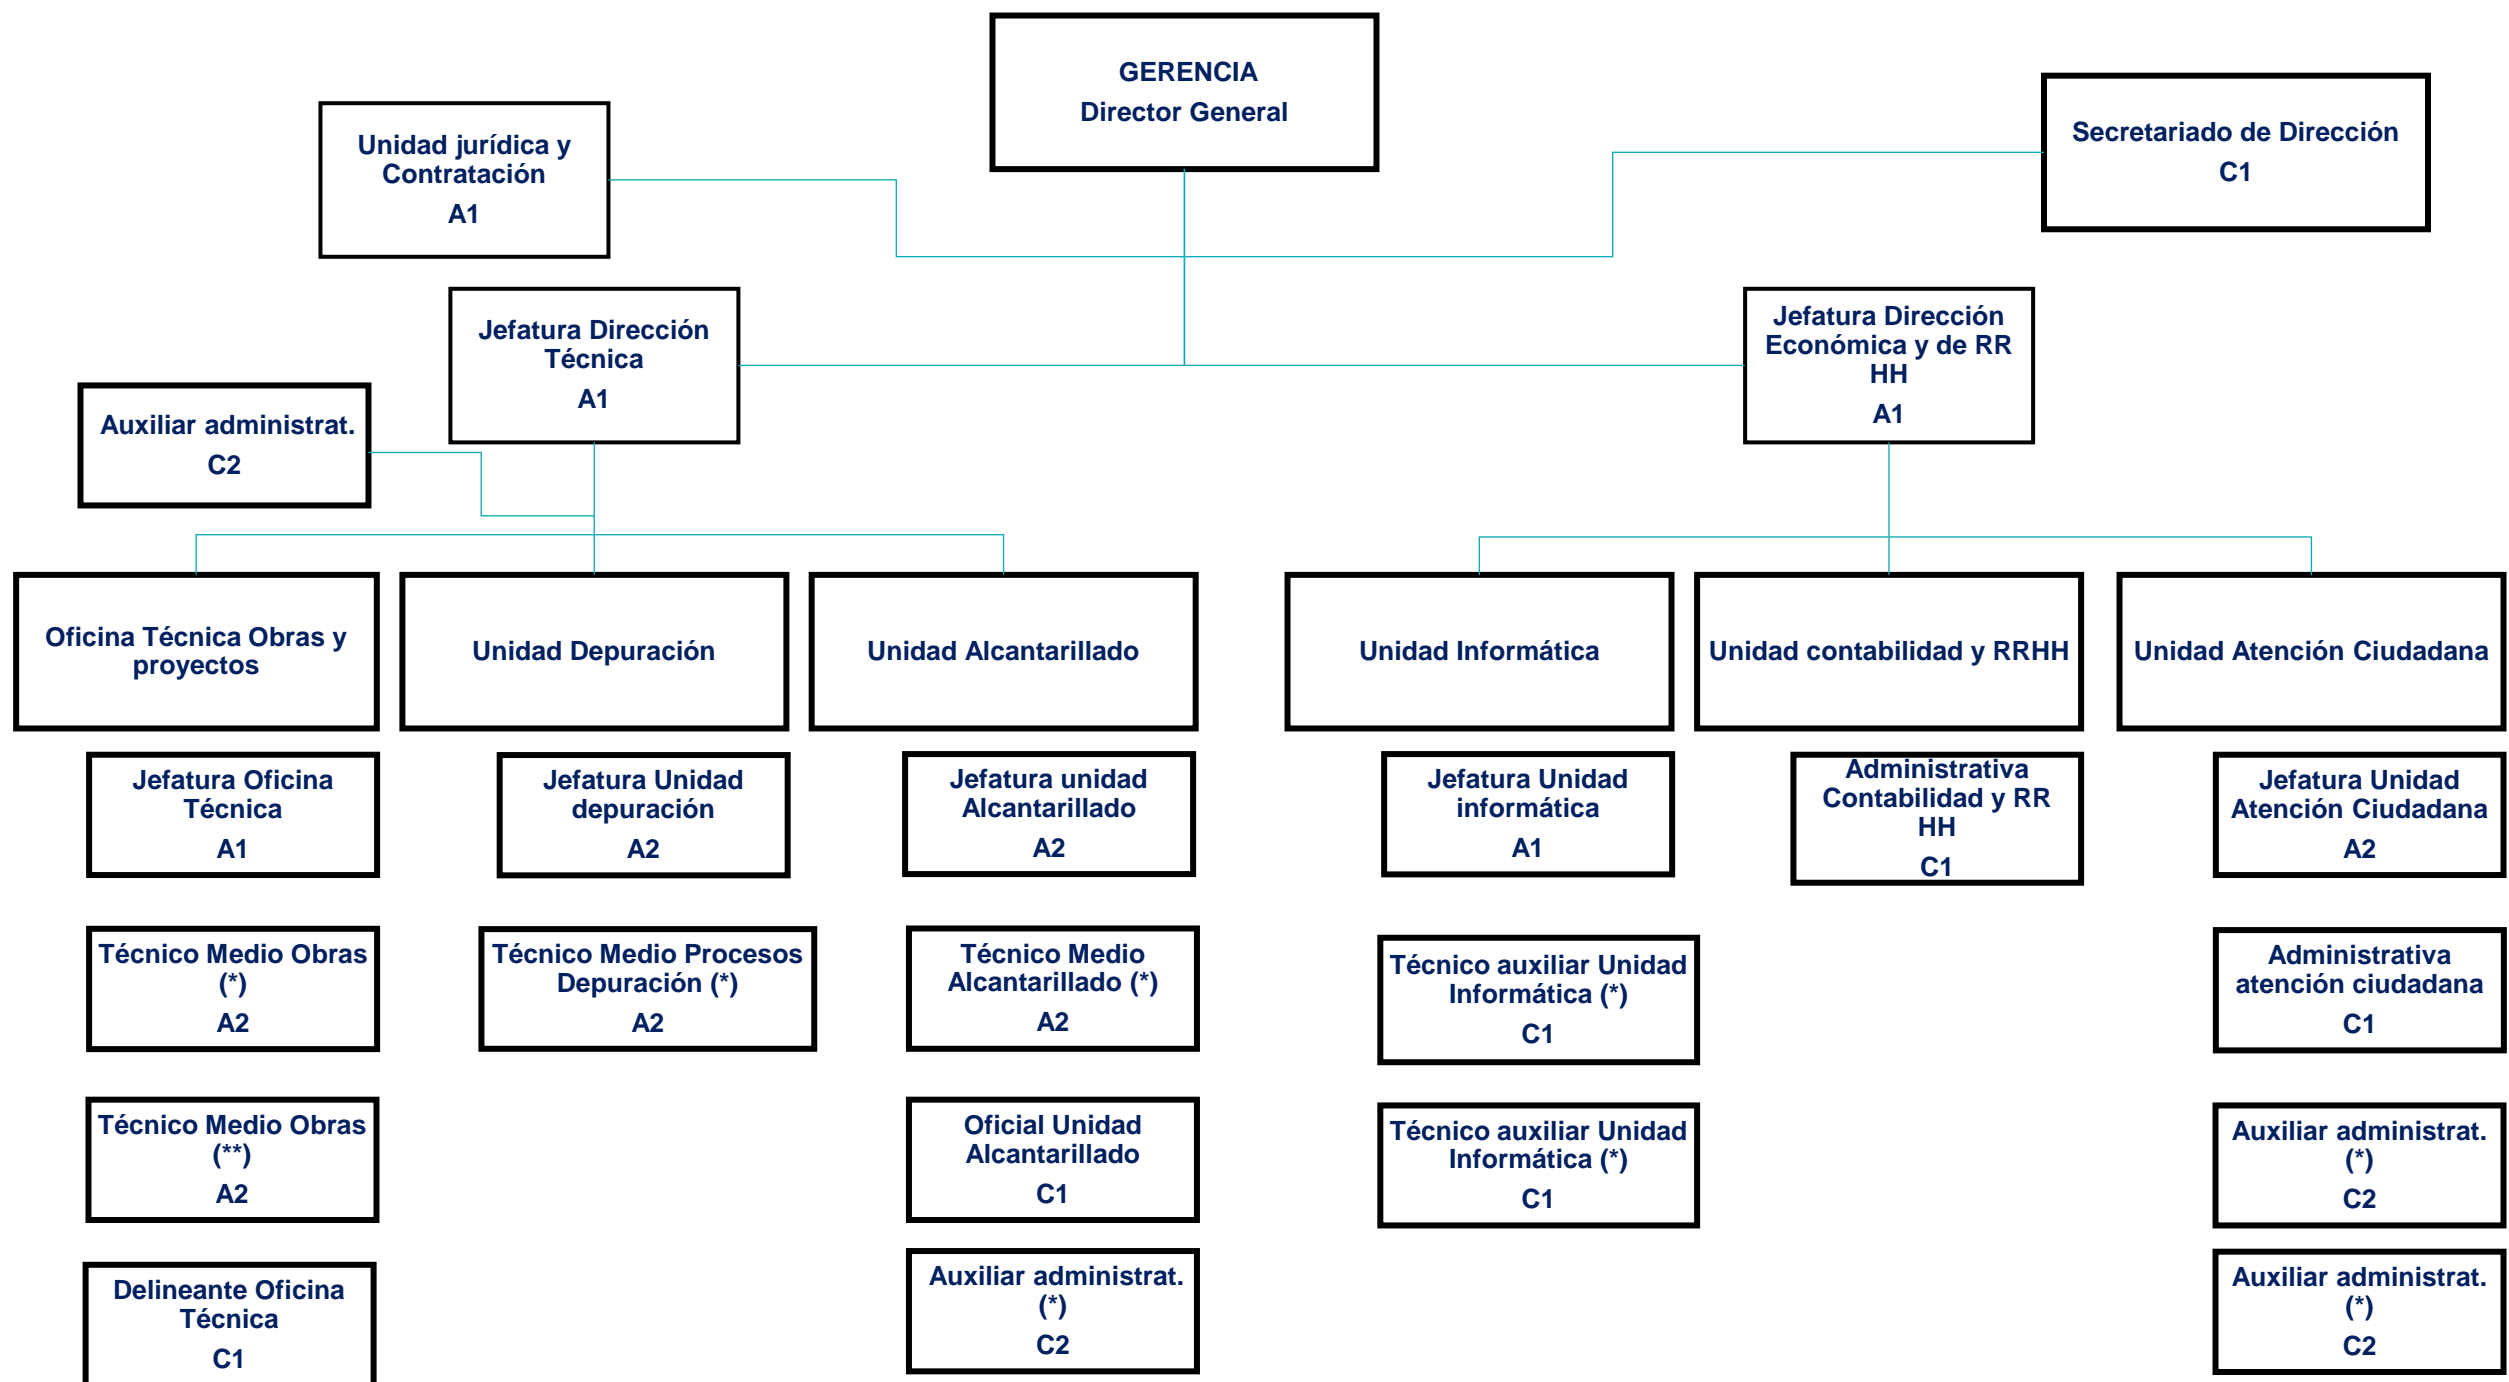 GERENCIA
Director General
Unidad jurídica y
Contratación
A1
Secretariado de Dirección
C1
Jefatura Dirección
Técnica
A1
Jefatura Dirección
Económica y de RR
HH
A1
Auxiliar administrat.
C2
Oficina Técnica Obras y
proyectos
Unidad Depuración
Unidad Alcantarillado
Unidad Informática
Unidad contabilidad y RRHH
Unidad Atención Ciudadana
Jefatura Oficina
Técnica
A1
Jefatura Unidad
depuración
A2
Jefatura unidad
Alcantarillado
A2
Jefatura Unidad
informática
A1
Administrativa
Contabilidad y RR
HH
C1
Jefatura Unidad
Atención Ciudadana
A2
Técnico Medio Obras
(*)
A2
Técnico Medio Procesos
Depuración (*)
A2
Técnico Medio
Alcantarillado (*)
A2
Técnico auxiliar Unidad
Informática (*)
C1
Administrativa
atención ciudadana
C1
Técnico Medio Obras
(**)
A2
Oficial Unidad
Alcantarillado
C1
Técnico auxiliar Unidad
Informática (*)
C1
Auxiliar administrat.
(*)
C2
Delineante Oficina
Técnica
C1
Auxiliar administrat.
(*)
C2
Auxiliar administrat.
(*)
C2